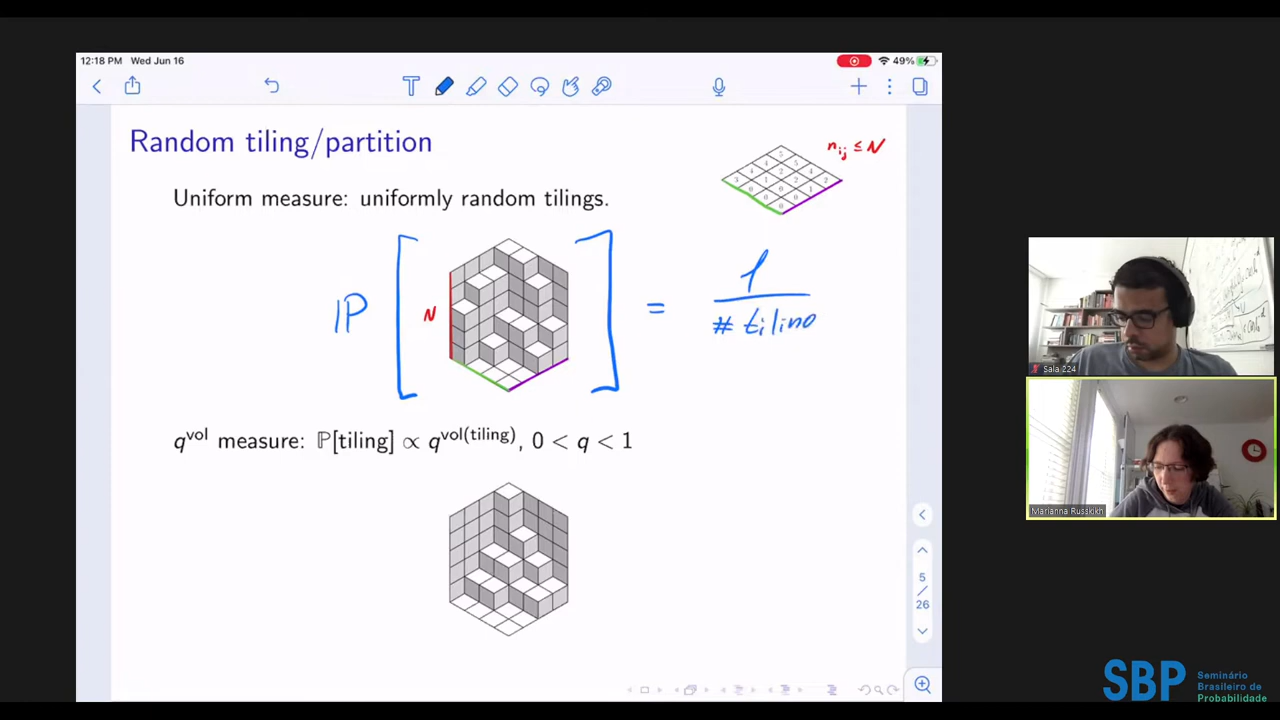 12:18 PM Wed Jun 16
49%
Random tiling/partition
n_ij ≤ N
Uniform measure: uniformly random tilings.
ℙ [ N ] = 1 / # tiling
q^vol measure: ℙ[tiling] ∝ q^vol(tiling), 0 < q < 1
5
/
26
Sala 224
Marianna Russkikh
SBP
Seminário
Brasileiro de
Probabilidade